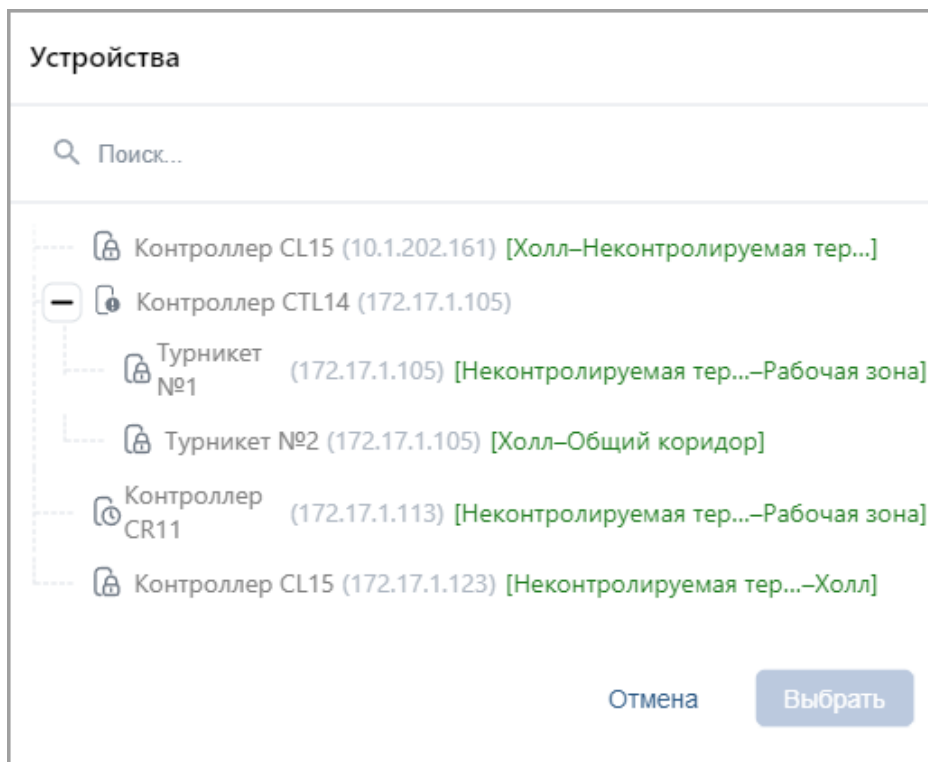 Устройства
Поиск...
Контроллер CL15 (10.1.202.161) [Холл–Неконтролируемая тер...]
Контроллер CTL14 (172.17.1.105)
Турникет
№1 (172.17.1.105) [Неконтролируемая тер...–Рабочая зона]
Турникет №2 (172.17.1.105) [Холл–Общий коридор]
Контроллер
CR11 (172.17.1.113) [Неконтролируемая тер...–Рабочая зона]
Контроллер CL15 (172.17.1.123) [Неконтролируемая тер...–Холл]
Отмена Выбрать